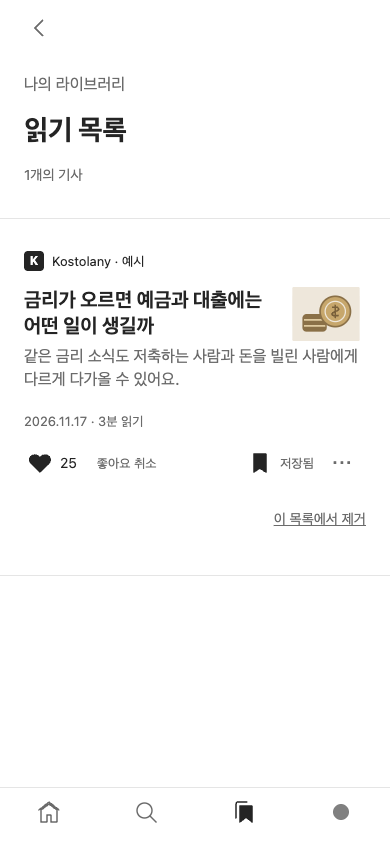 나의 라이브러리
읽기 목록
1개의 기사
K Kostolany · 예시
금리가 오르면 예금과 대출에는
어떤 일이 생길까
같은 금리 소식도 저축하는 사람과 돈을 빌린 사람에게
다르게 다가올 수 있어요.
2026.11.17 · 3분 읽기
25 좋아요 취소 저장됨
이 목록에서 제거